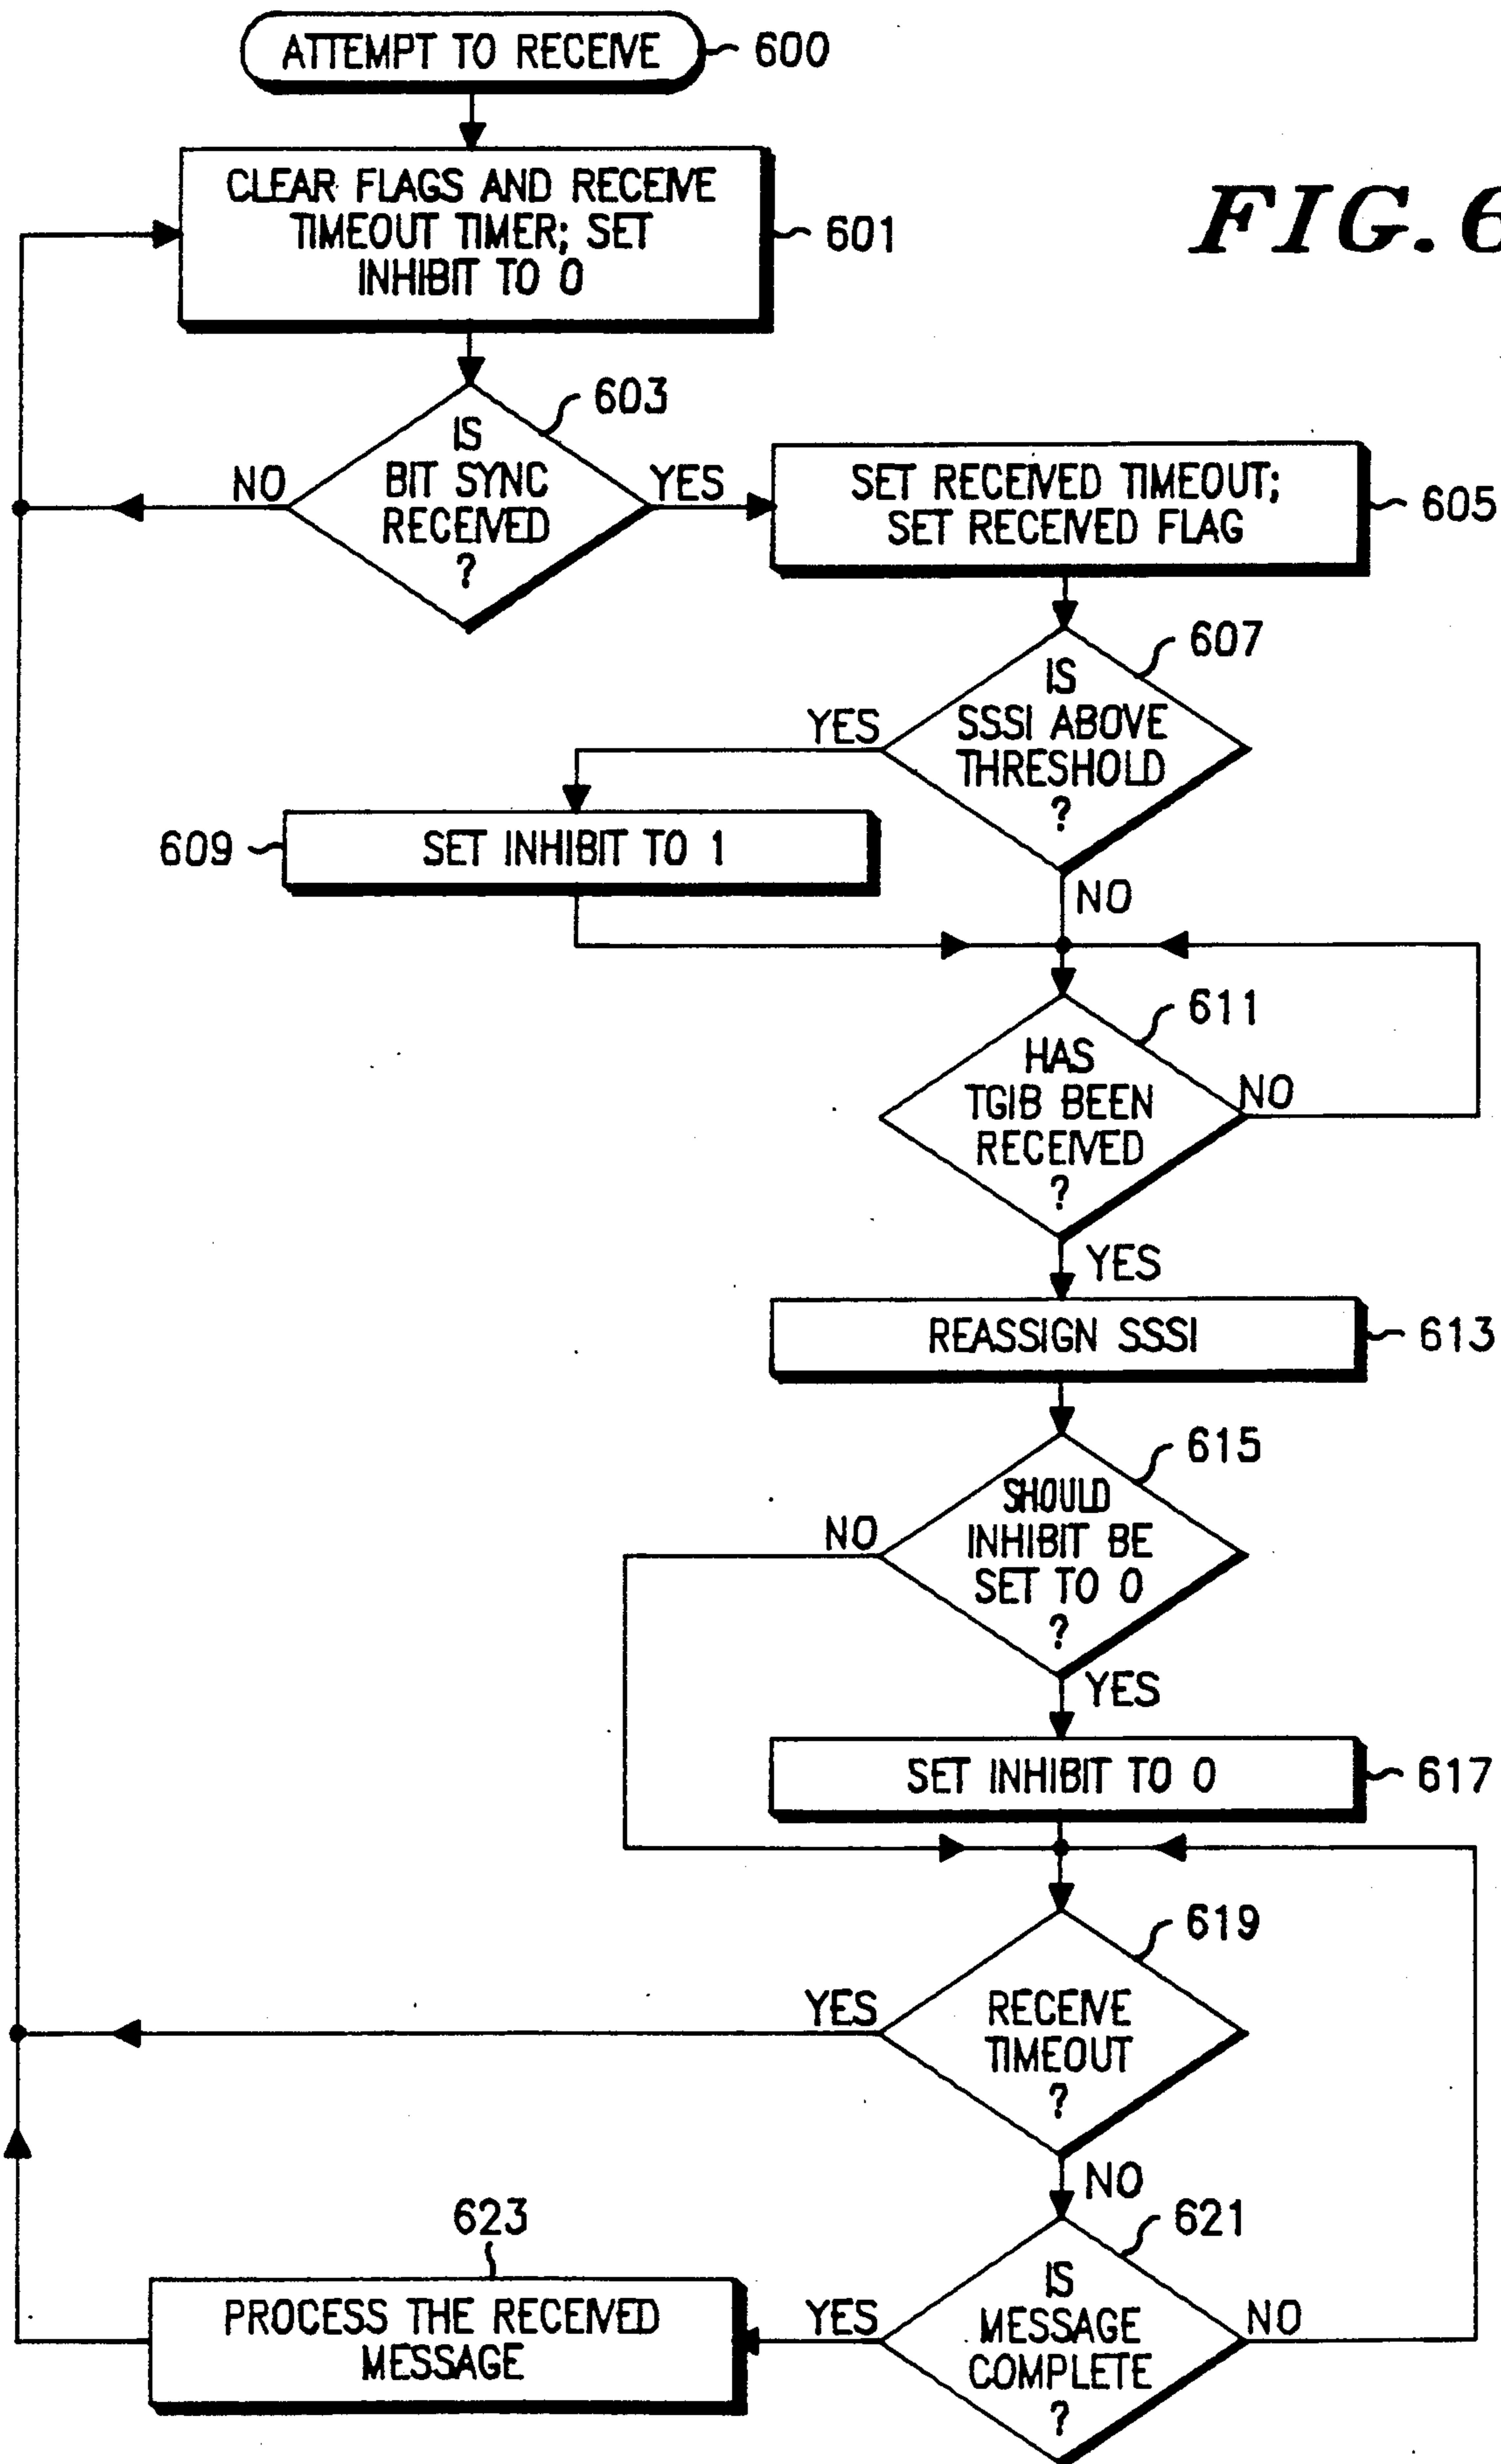 ATTEMPT TO RECEIVE
600
CLEAR FLAGS AND RECEIVE
TIMEOUT TIMER; SET
INHIBIT TO 0
601
FIG. 6
603
IS
BIT SYNC
RECEIVED
?
NO
YES
SET RECEIVED TIMEOUT;
SET RECEIVED FLAG
605
607
IS
SSSI ABOVE
THRESHOLD
?
YES
NO
609
SET INHIBIT TO 1
611
HAS
TGIB BEEN
RECEIVED
?
NO
YES
REASSIGN SSSI
613
615
SHOULD
INHIBIT BE
SET TO 0
?
NO
YES
SET INHIBIT TO 0
617
619
RECEIVE
TIMEOUT
?
YES
NO
621
IS
MESSAGE
COMPLETE
?
YES
NO
623
PROCESS THE RECEIVED
MESSAGE